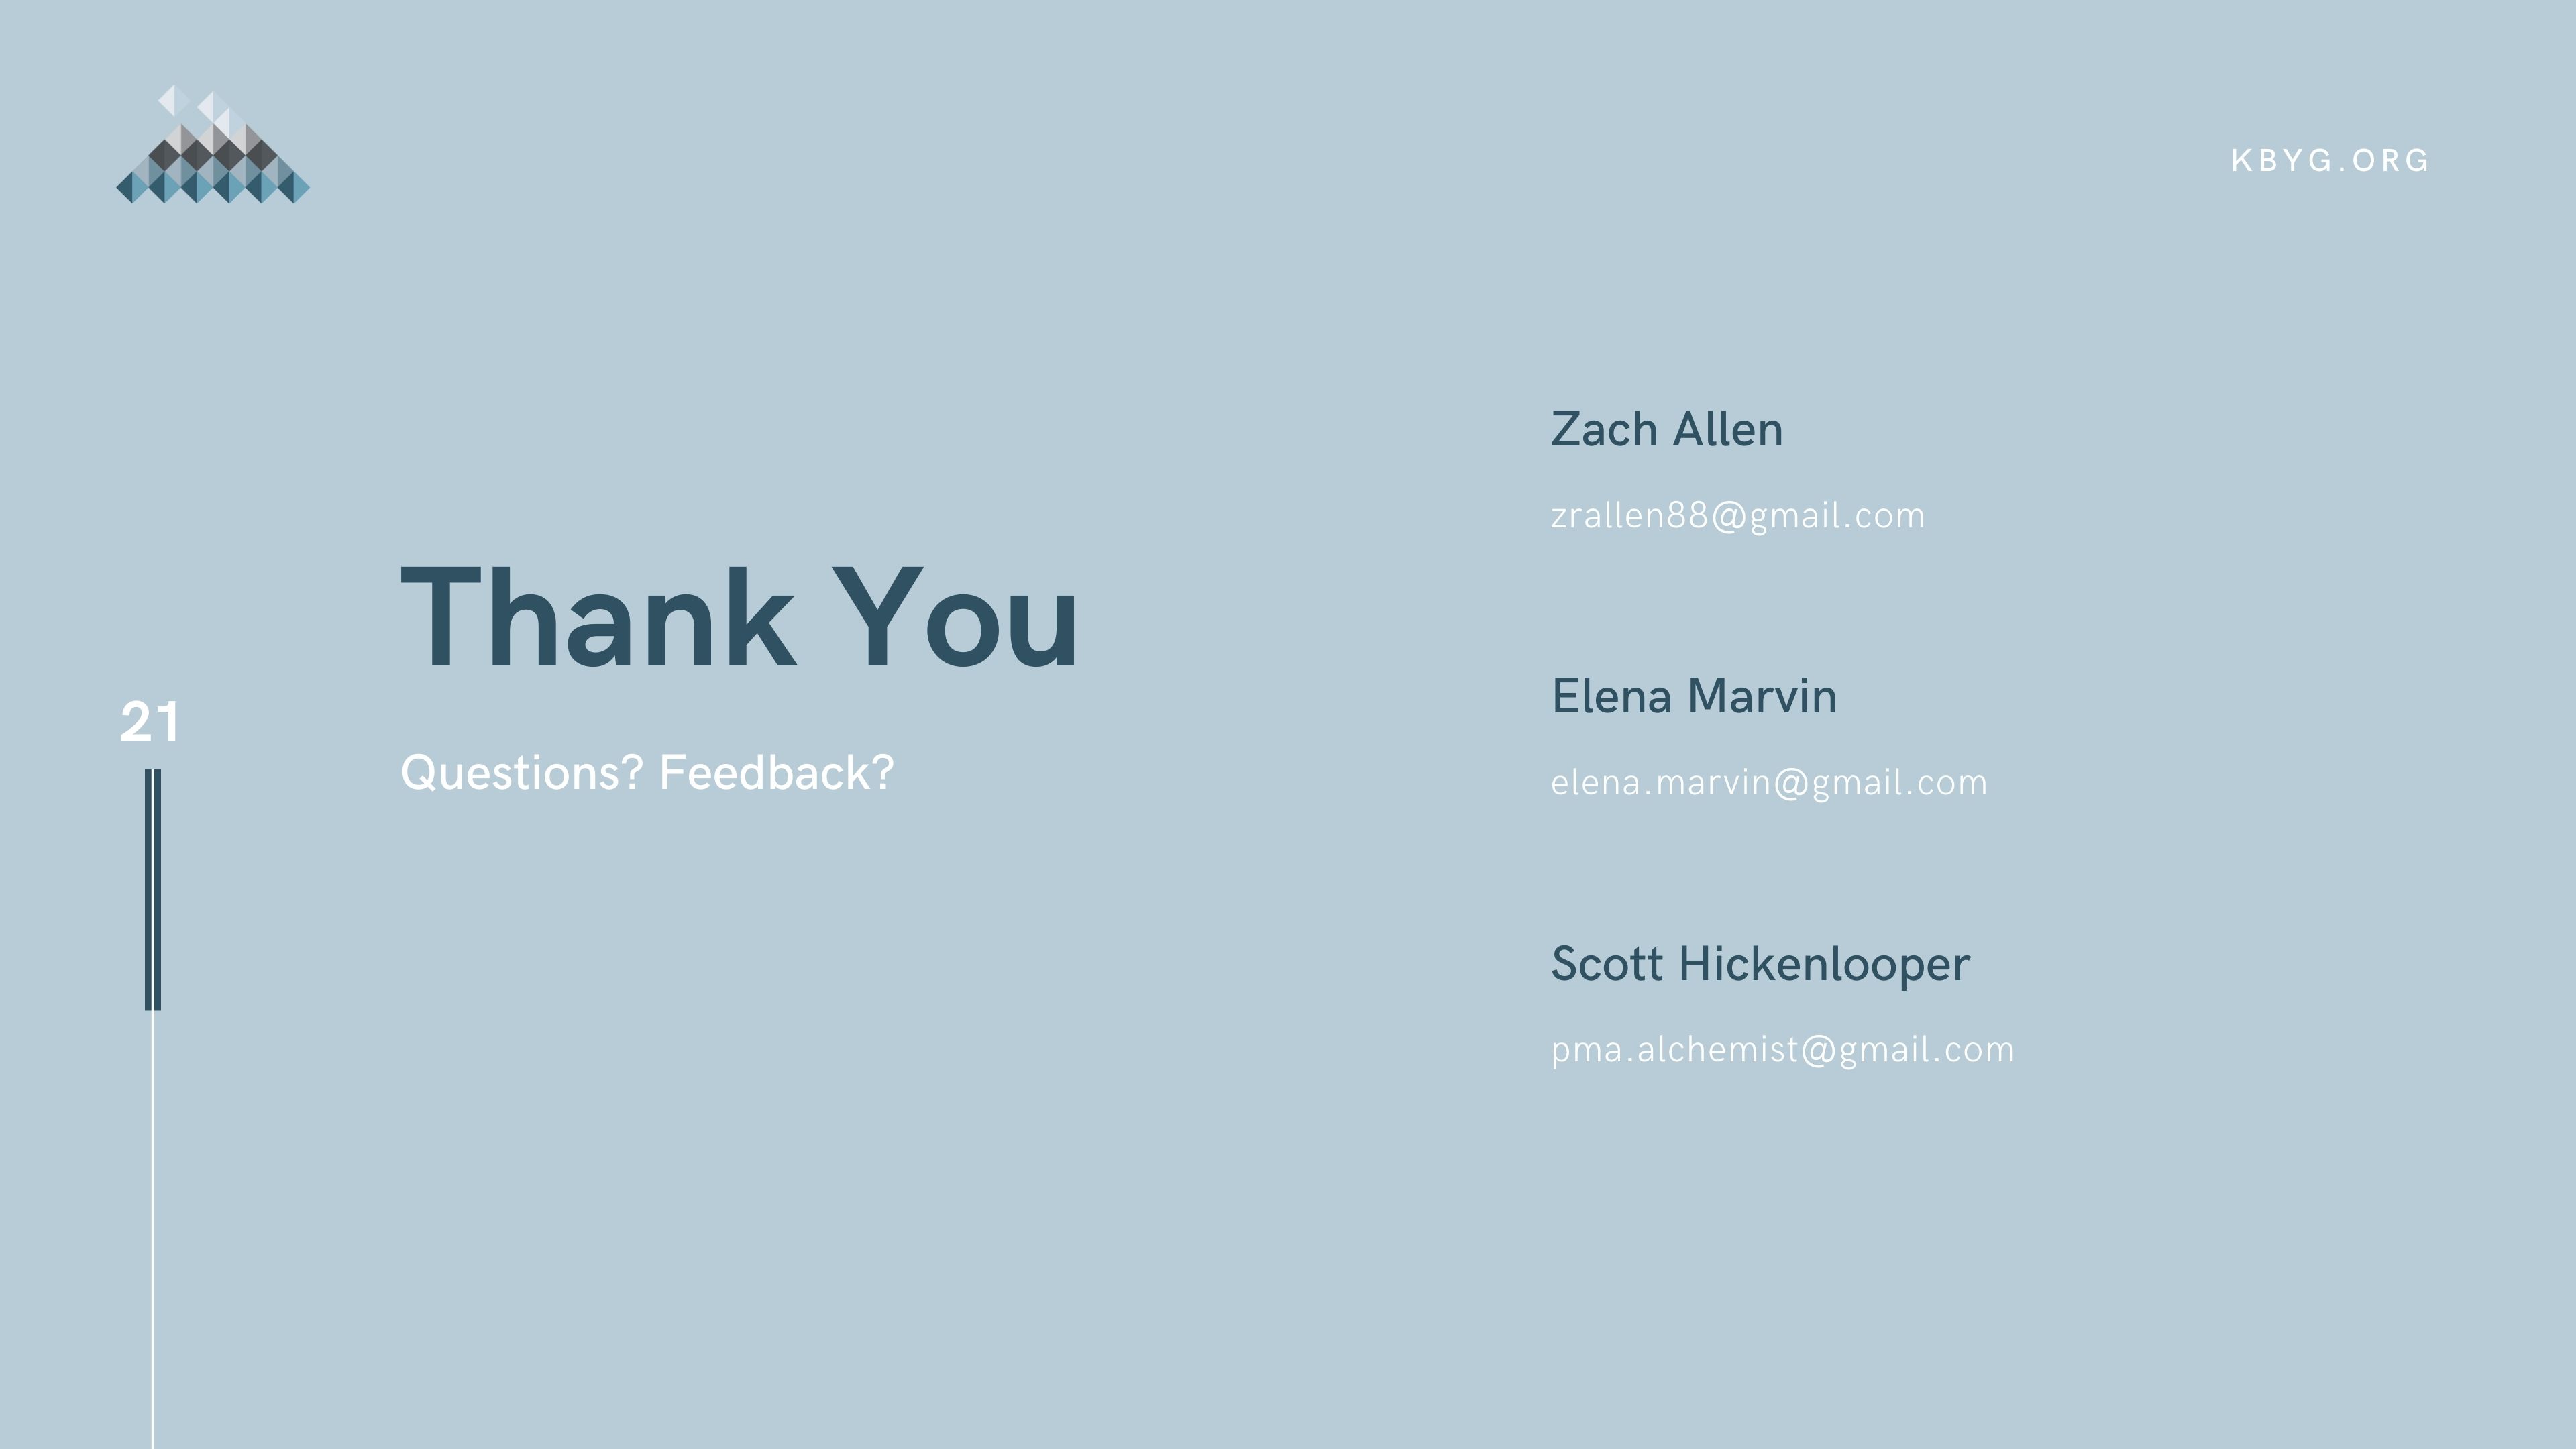 KBYG.ORG
Thank You
Questions? Feedback?
21
Zach Allen
zrallen88@gmail.com
Elena Marvin
elena.marvin@gmail.com
Scott Hickenlooper
pma.alchemist@gmail.com